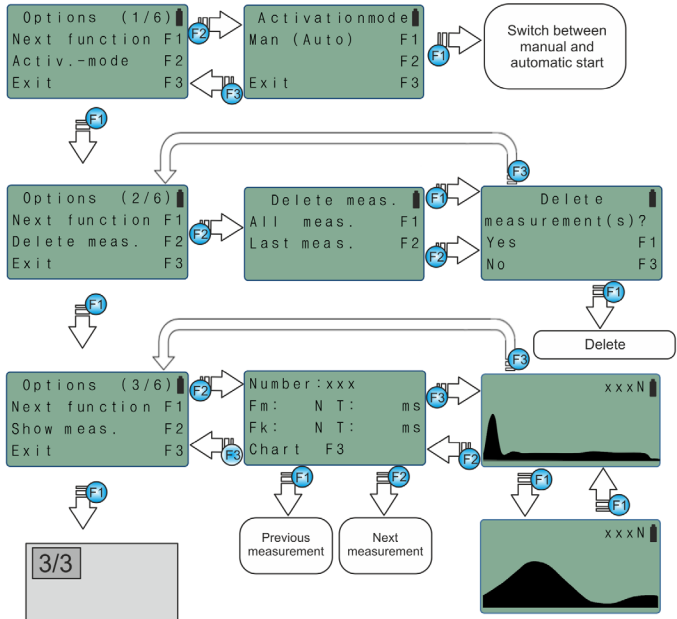 Options (1/6)
Next function F1
Activ.-mode F2
Exit F3
F2
F3
Activationmode
Man (Auto) F1
F2
Exit F3
F1
Switch between
manual and
automatic start
F1
F3
Options (2/6)
Next function F1
Delete meas. F2
Exit F3
F2
Delete meas.
All meas. F1
Last meas. F2
F1
F2
Delete
measurement(s)?
Yes F1
No F3
F1
Delete
F1
F3
Options (3/6)
Next function F1
Show meas. F2
Exit F3
F2
F3
Number:xxx
Fm: N T: ms
Fk: N T: ms
Chart F3
F3
F2
xxxN
F1
F1
F2
Previous
measurement
Next
measurement
F1
F1
xxxN
3/3